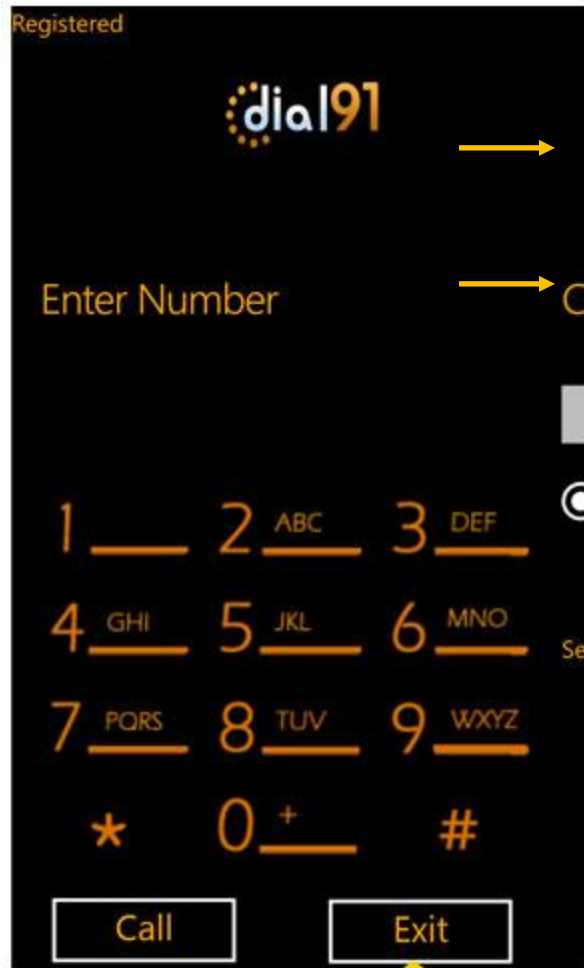 Registered
dial91
Enter Number
1 2 ABC 3 DEF
4 GHI 5 JKL 6 MNO
7 PQRS 8 TUV 9 WXYZ
* 0 + #
Call Exit